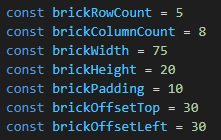 const brickRowCount = 5
const brickColumnCount = 8
const brickWidth = 75
const brickHeight = 20
const brickPadding = 10
const brickOffsetTop = 30
const brickOffsetLeft = 30